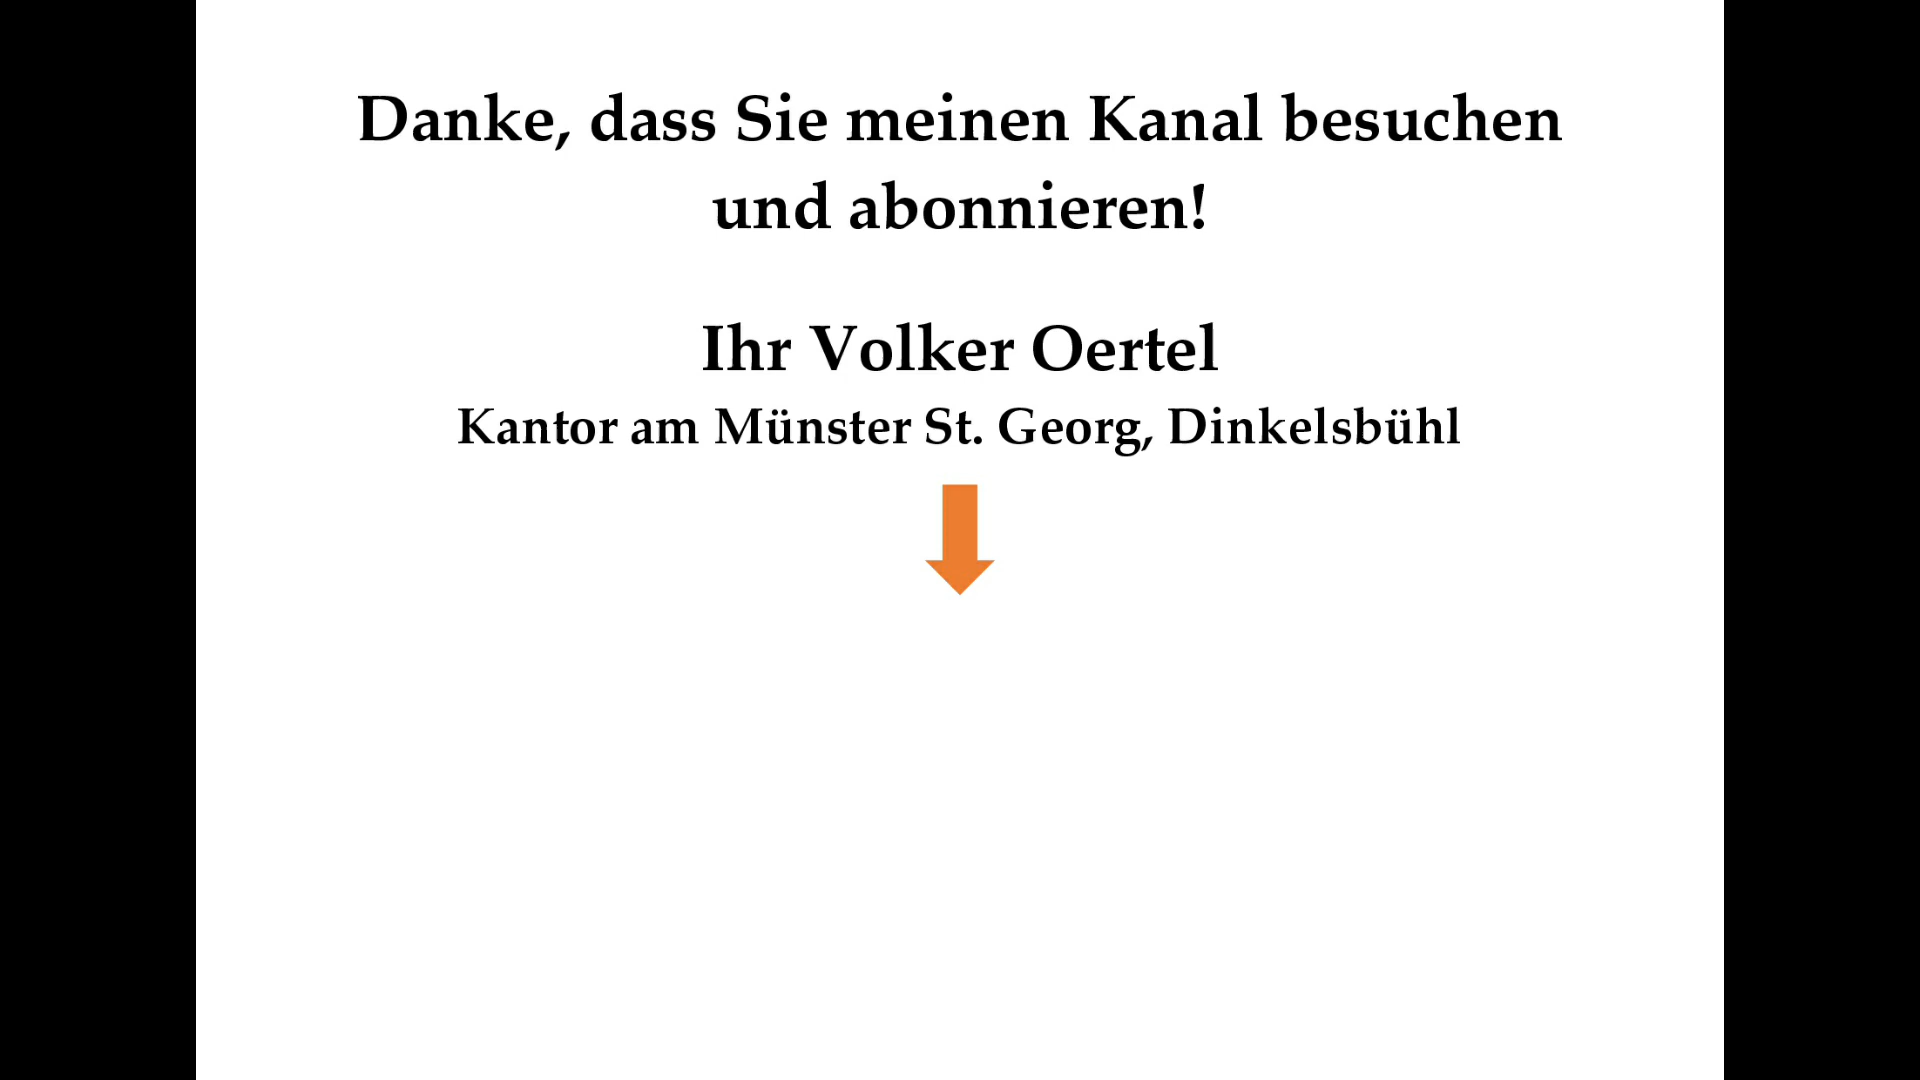 Danke, dass Sie meinen Kanal besuchen
und abonnieren!
Ihr Volker Oertel
Kantor am Münster St. Georg, Dinkelsbühl